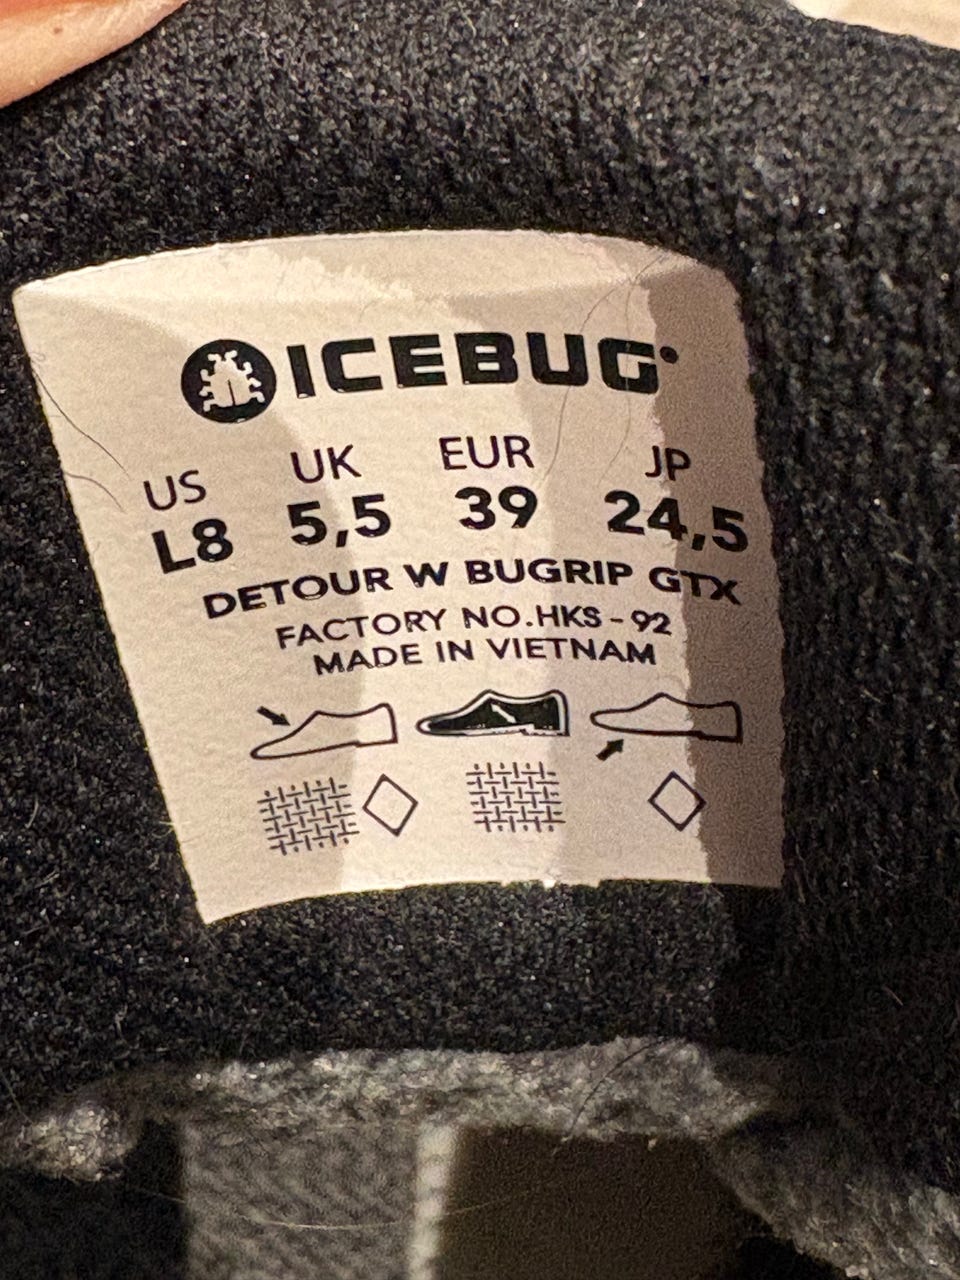 ICEBUG
US UK EUR JP
L8 5,5 39 24,5
DETOUR W BUGRIP GTX
FACTORY NO.HKS-92
MADE IN VIETNAM